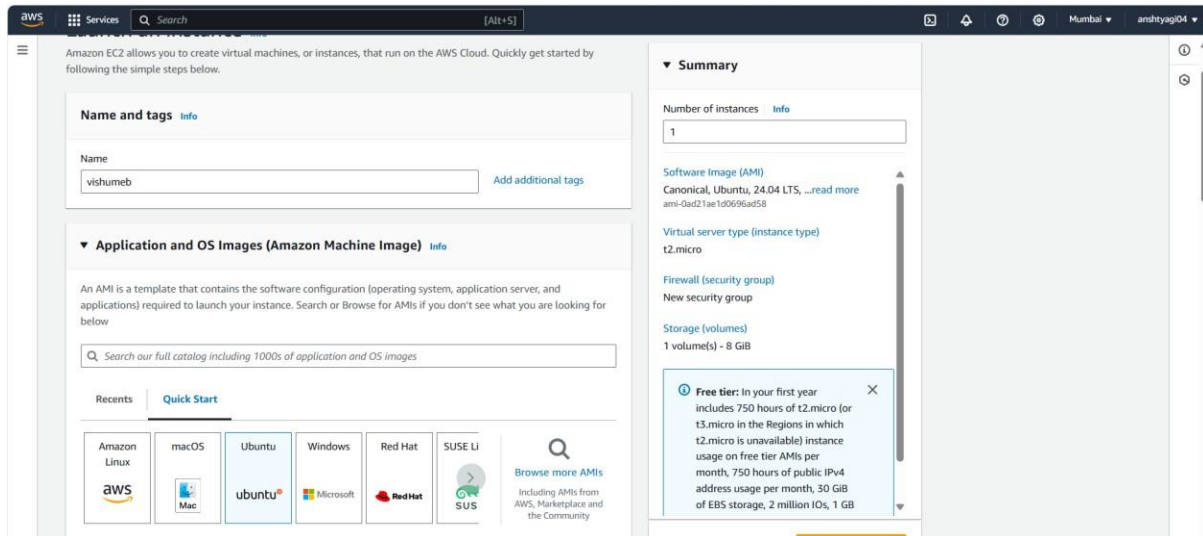 aws
Services
Search
[Alt+S]
Mumbai
anshtyagi04
Amazon EC2 allows you to create virtual machines, or instances, that run on the AWS Cloud. Quickly get started by
following the simple steps below.
Name and tags Info
Name
vishumeb
Add additional tags
Application and OS Images (Amazon Machine Image) Info
An AMI is a template that contains the software configuration (operating system, application server, and
applications) required to launch your instance. Search or Browse for AMIs if you don't see what you are looking for
below
Search our full catalog including 1000s of application and OS images
Recents
Quick Start
Amazon
Linux
aws
macOS
Mac
Ubuntu
ubuntu
Windows
Microsoft
Red Hat
Red Hat
SUSE Li
SUS
Browse more AMIs
Including AMIs from
AWS, Marketplace and
the Community
Summary
Number of instances Info
1
Software Image (AMI)
Canonical, Ubuntu, 24.04 LTS, ...read more
ami-0ad21ae1d0696ad58
Virtual server type (instance type)
t2.micro
Firewall (security group)
New security group
Storage (volumes)
1 volume(s) - 8 GiB
Free tier: In your first year
includes 750 hours of t2.micro (or
t3.micro in the Regions in which
t2.micro is unavailable) instance
usage on free tier AMIs per
month, 750 hours of public IPv4
address usage per month, 30 GiB
of EBS storage, 2 million IOs, 1 GB